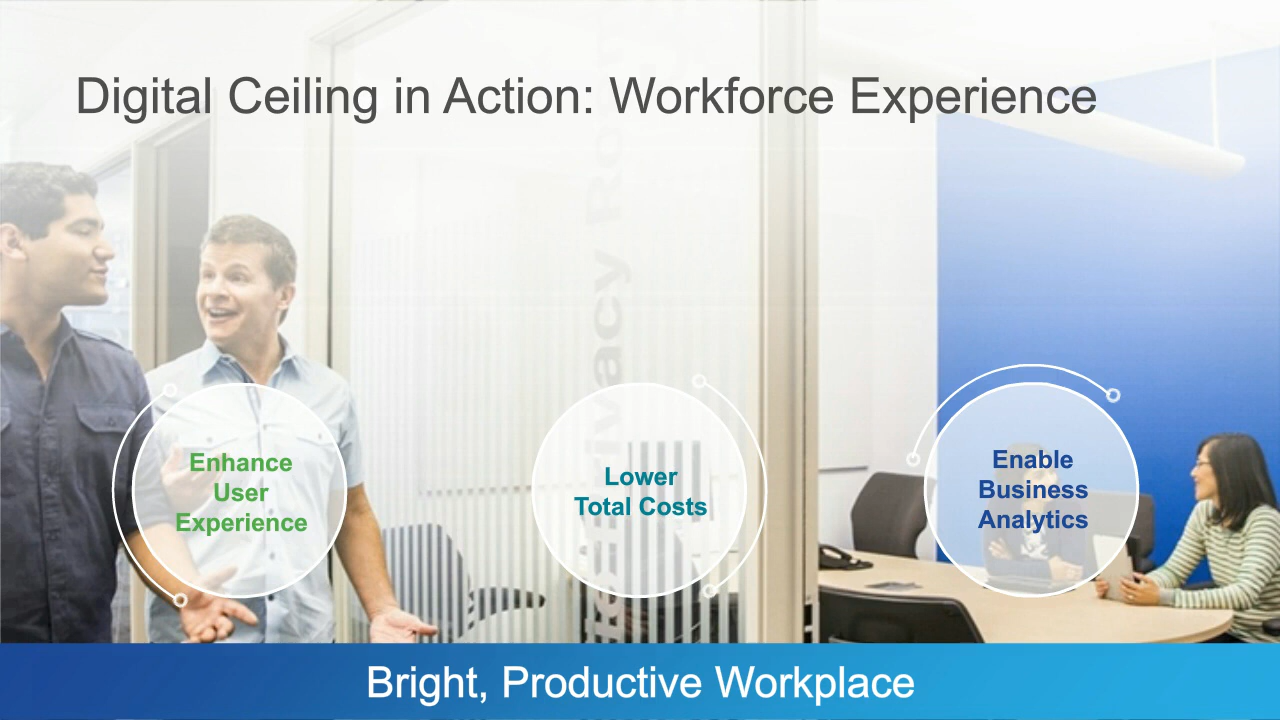 Digital Ceiling in Action: Workforce Experience
Enhance
User
Experience
Lower
Total Costs
Enable
Business
Analytics
Bright, Productive Workplace